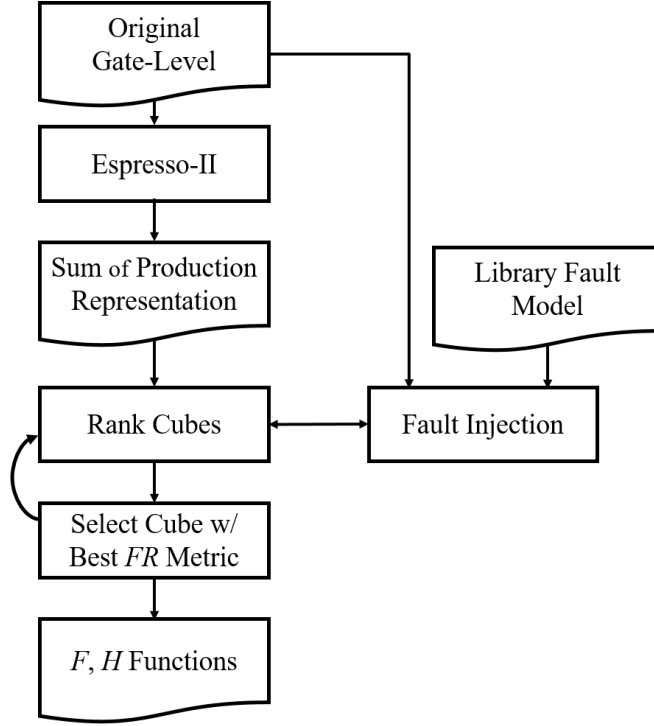 Original
Gate-Level
Espresso-II
Sum of Production
Representation
Library Fault
Model
Rank Cubes
Fault Injection
Select Cube w/
Best FR Metric
F, H Functions